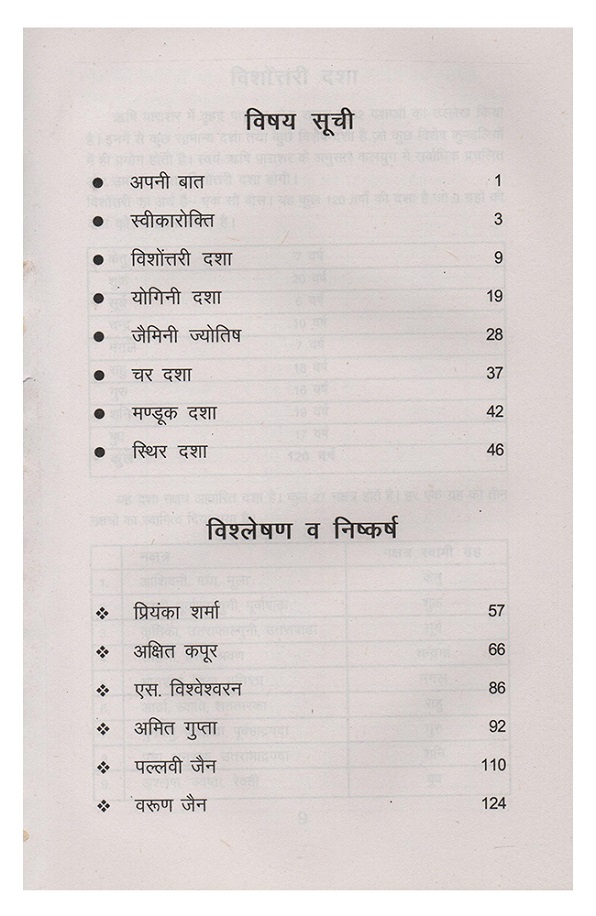 विषय सूची
● अपनी बात 1
● स्वीकारोक्ति 3
● विशोंत्तरी दशा 9
● योगिनी दशा 19
● जैमिनी ज्योतिष 28
● चर दशा 37
● मण्डूक दशा 42
● स्थिर दशा 46
विश्लेषण व निष्कर्ष
❖ प्रियंका शर्मा 57
❖ अक्षित कपूर 66
❖ एस. विश्वेश्वरन 86
❖ अमित गुप्ता 92
❖ पल्लवी जैन 110
❖ वरूण जैन 124